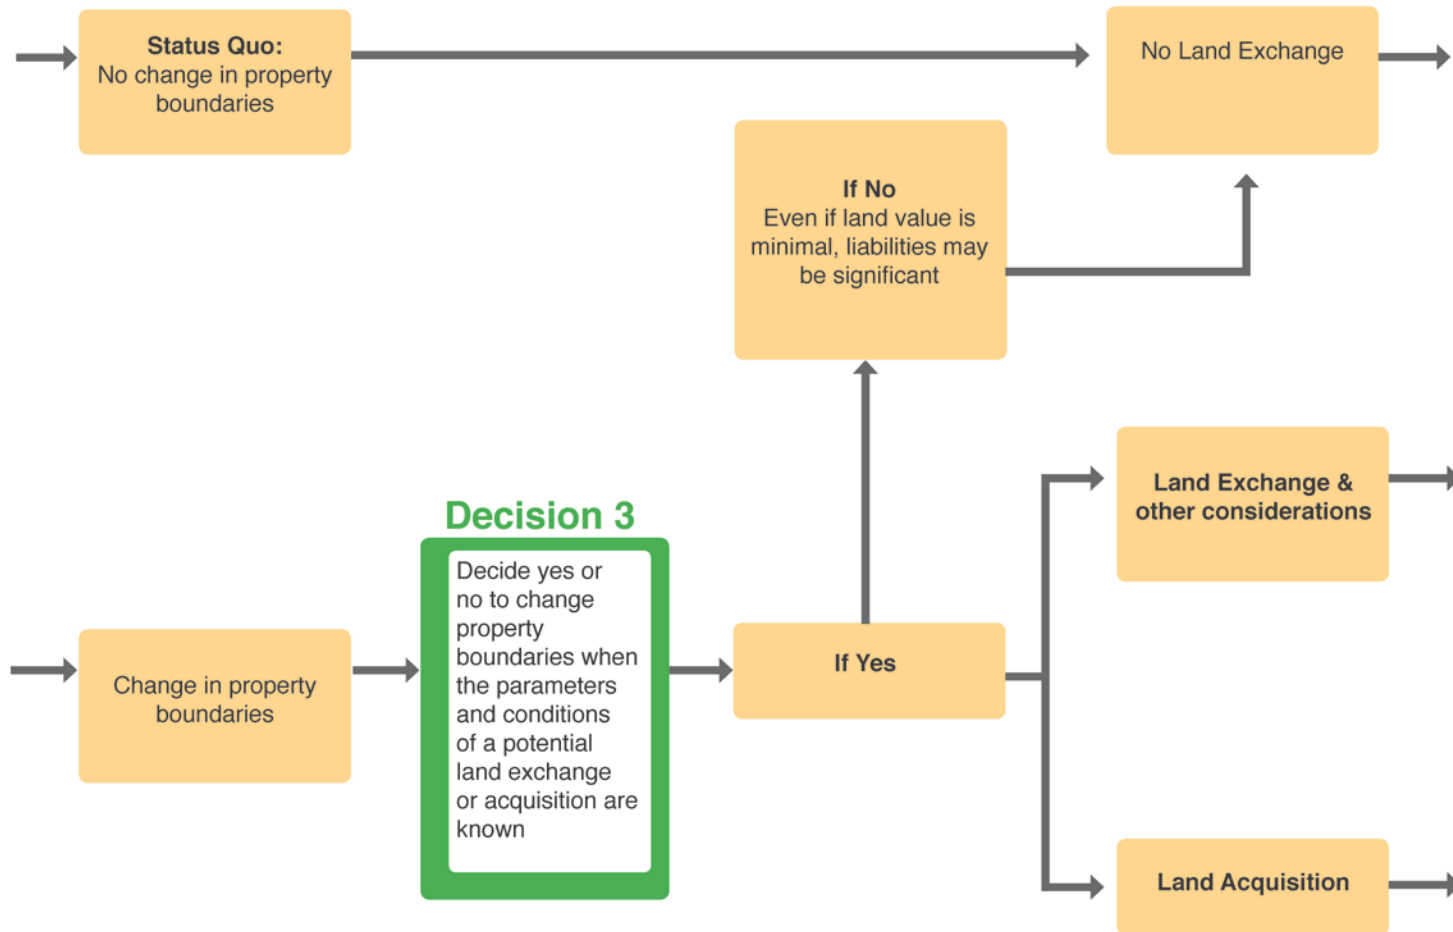 Status Quo:
No change in property
boundaries
No Land Exchange
If No
Even if land value is
minimal, liabilities may
be significant
Land Exchange &
other considerations
Decision 3
Decide yes or
no to change
property
boundaries when
the parameters
and conditions
of a potential
land exchange
or acquisition are
known
Change in property
boundaries
If Yes
Land Acquisition